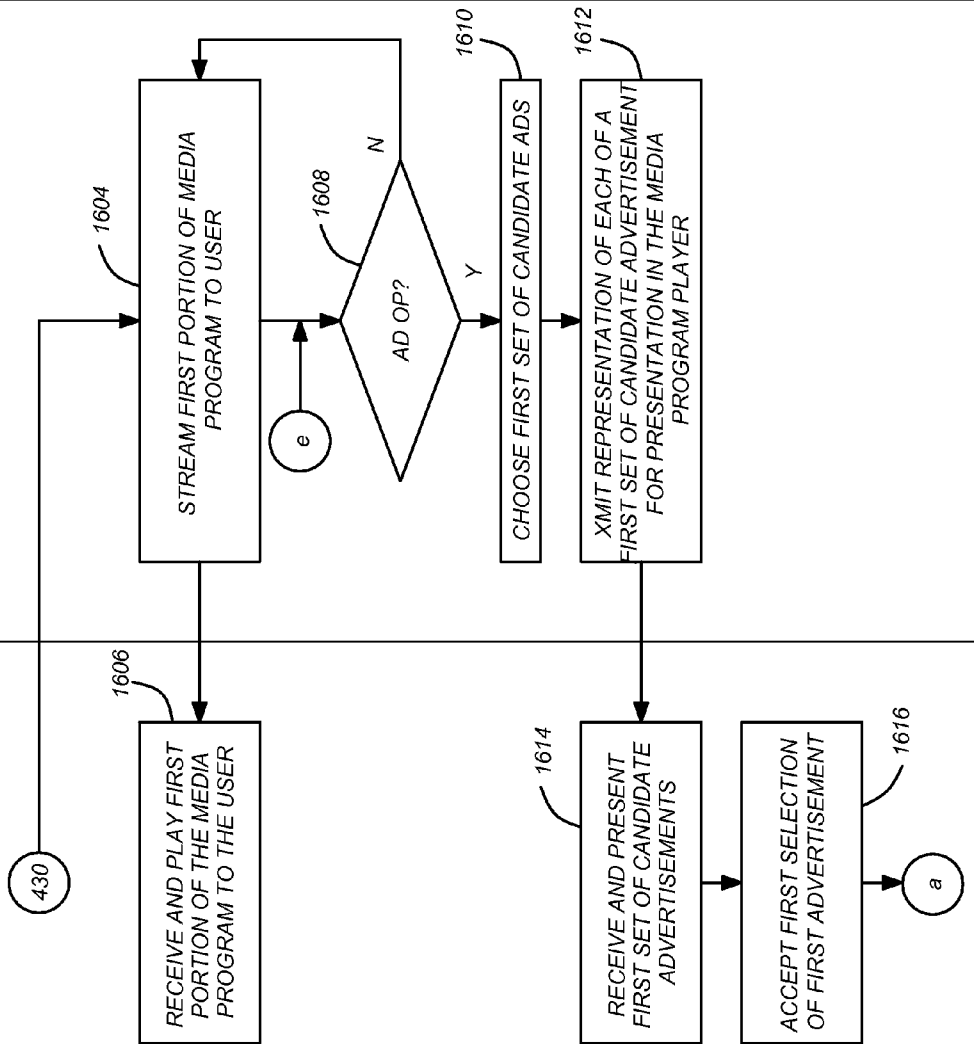 430
RECEIVE AND PLAY FIRST
PORTION OF THE MEDIA
PROGRAM TO THE USER
1606
STREAM FIRST PORTION OF MEDIA
PROGRAM TO USER
1604
e
AD OP?
1608
N
Y
CHOOSE FIRST SET OF CANDIDATE ADS
1610
XMIT REPRESENTATION OF EACH OF A
FIRST SET OF CANDIDATE ADVERTISEMENT
FOR PRESENTATION IN THE MEDIA
PROGRAM PLAYER
1612
RECEIVE AND PRESENT
FIRST SET OF CANDIDATE
ADVERTISEMENTS
1614
ACCEPT FIRST SELECTION
OF FIRST ADVERTISEMENT
1616
a